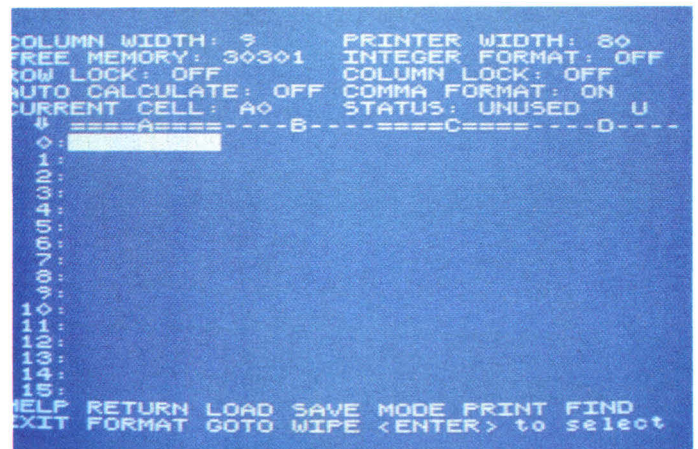 COLUMN WIDTH: 9 PRINTER WIDTH: 80
FREE MEMORY: 30301 INTEGER FORMAT: OFF
ROW LOCK: OFF COLUMN LOCK: OFF
AUTO CALCULATE: OFF COMMA FORMAT: ON
CURRENT CELL: A0 STATUS: UNUSED U
↓ ====A====----B----====C====----D----
0:
1:
2:
3:
4:
5:
6:
7:
8:
9:
10:
11:
12:
13:
14:
15:
HELP RETURN LOAD SAVE MODE PRINT FIND
EXIT FORMAT GOTO WIPE <ENTER> to select